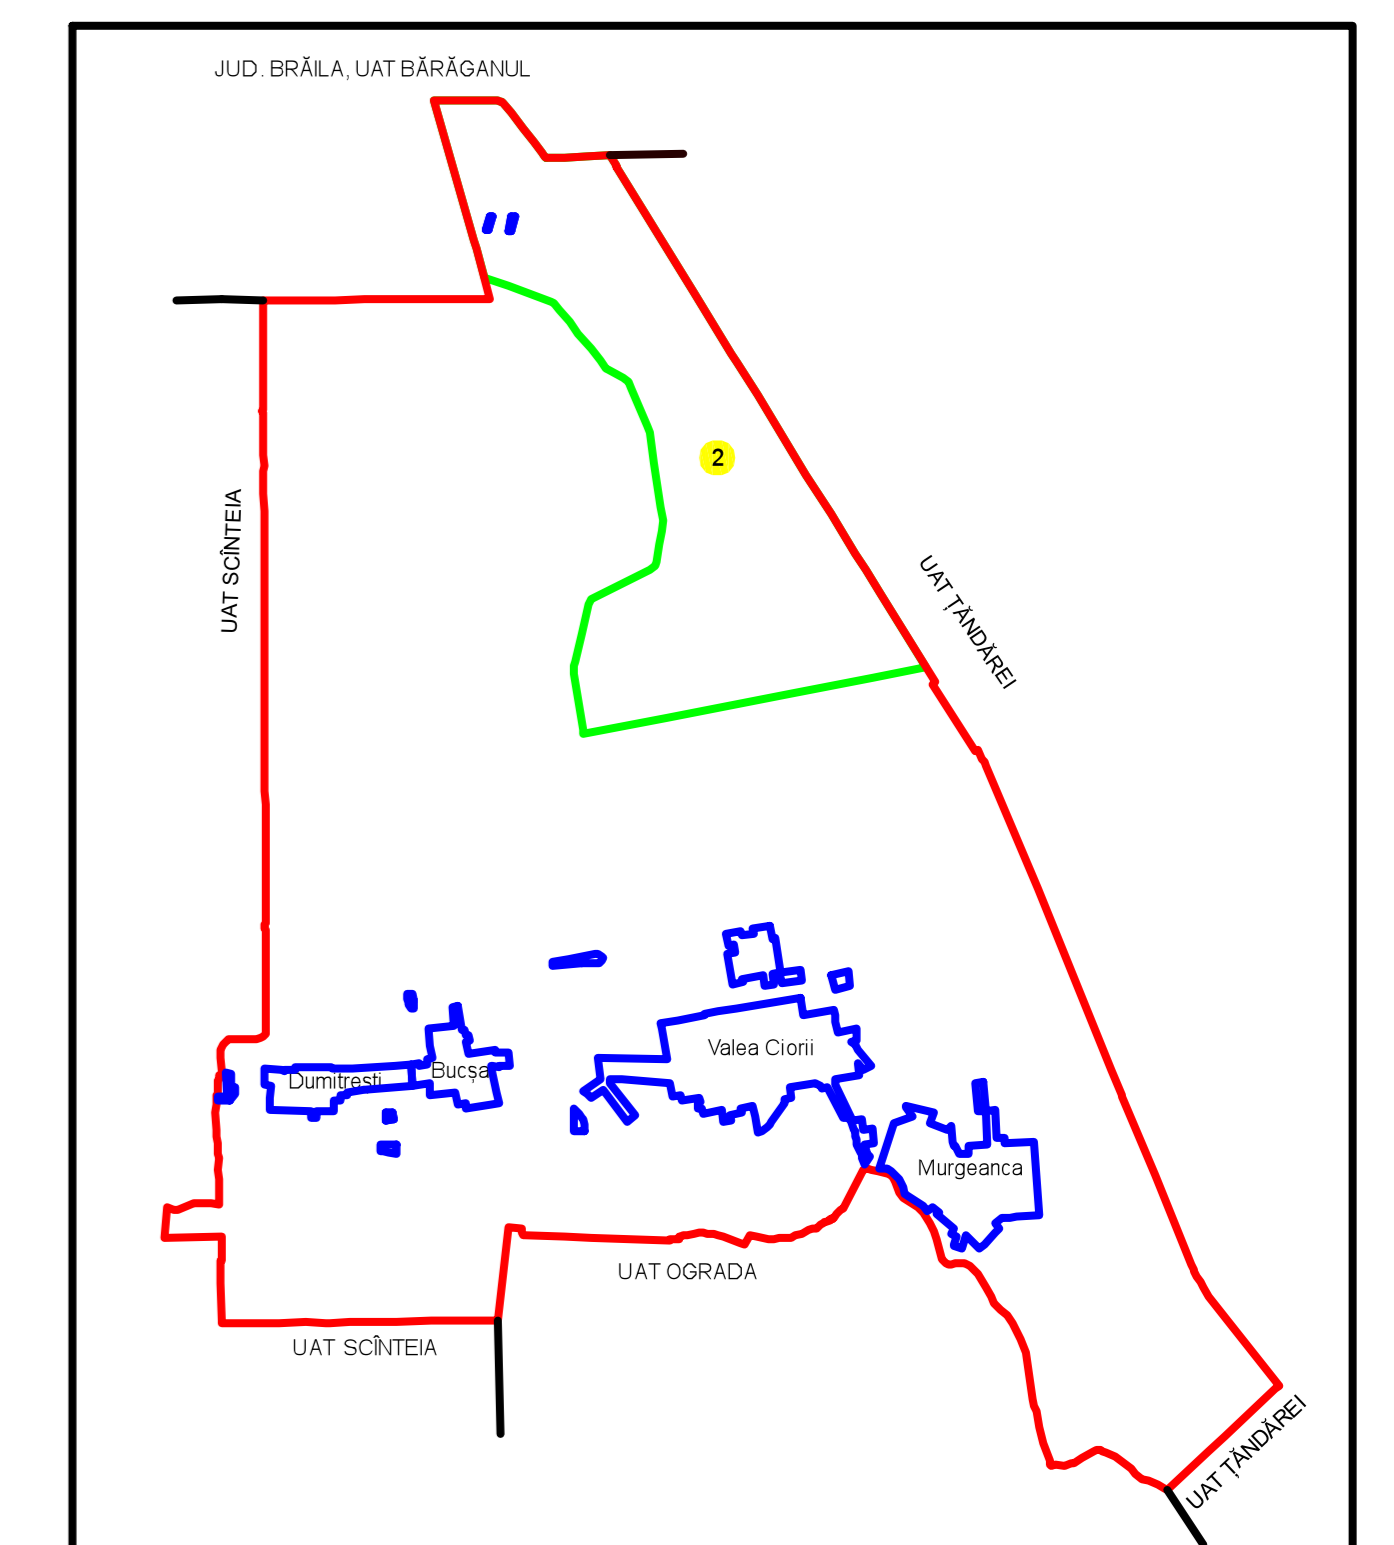 JUD. BRĂILA, UAT BĂRĂGANUL
2
UAT SCÎNTEIA
UAT ȚĂNDĂREI
Valea Ciorii
Bucșa
Dumitrești
Murgeanca
UAT OGRADA
UAT SCÎNTEIA
UAT ȚĂNDĂREI